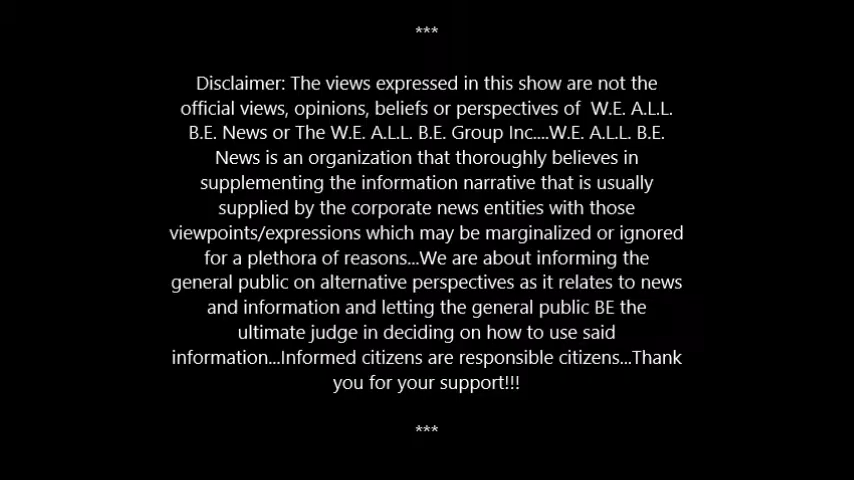 ***
Disclaimer: The views expressed in this show are not the
official views, opinions, beliefs or perspectives of  W.E. A.L.L.
B.E. News or The W.E. A.L.L. B.E. Group Inc....W.E. A.L.L. B.E.
News is an organization that thoroughly believes in
supplementing the information narrative that is usually
supplied by the corporate news entities with those
viewpoints/expressions which may be marginalized or ignored
for a plethora of reasons...We are about informing the
general public on alternative perspectives as it relates to news
and information and letting the general public BE the
ultimate judge in deciding on how to use said
information...Informed citizens are responsible citizens...Thank
you for your support!!!
***